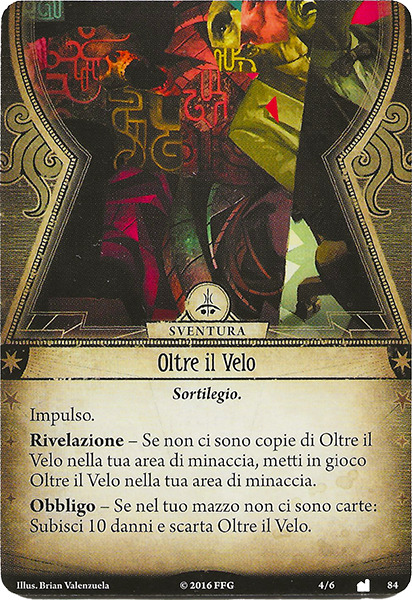 SVENTURA
Oltre il Velo
Sortilegio.
Impulso.
Rivelazione – Se non ci sono copie di Oltre il
Velo nella tua area di minaccia, metti in gioco
Oltre il Velo nella tua area di minaccia.
Obbligo – Se nel tuo mazzo non ci sono carte:
Subisci 10 danni e scarta Oltre il Velo.
Illus. Brian Valenzuela © 2016 FFG 4/6 84